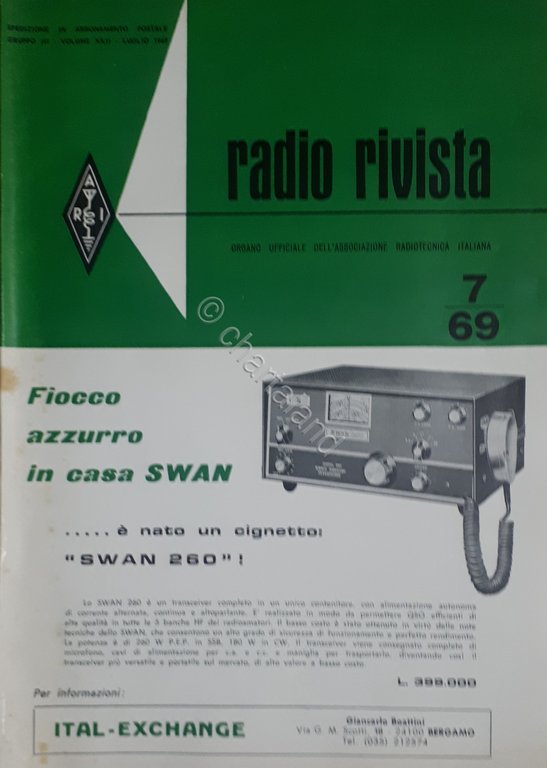 SPEDIZIONE IN ABBONAMENTO POSTALE
GRUPPO III - VOLUME XXII - LUGLIO 1969
radio rivista
A
R I
ORGANO UFFICIALE DELL'ASSOCIAZIONE RADIOTECNICA ITALIANA
7
69
© chartaland
Fiocco
azzurro
in casa SWAN
..... è nato un cignetto:
"SWAN 260"!
Lo SWAN 260 è un transceiver completo in un unico contenitore, con alimentazione autonoma
di corrente alternata, continua e altoparlante. E' realizzato in modo da permettere QSO efficienti di
alta qualità in tutte le 5 bande HF dei radioamatori. Il basso costo è stato ottenuto in virtù delle note
tecniche dello SWAN, che consentono un alto grado di sicurezza di funzionamento e perfetto rendimento.
La potenza è di 260 W P.E.P. in SSB, 180 W in CW. Il transceiver viene consegnato completo di
microfono, cavi di alimentazione per c.a. e c.c. e maniglia per trasportarlo, diventando così il
transceiver più versatile e portatile sul mercato, di alto valore a basso costo.
L. 399.000
Per informazioni:
ITAL-EXCHANGE
Giancarlo Beattini
Via G. M. Scotti, 18 - 24100 BERGAMO
Tel. (035) 212374